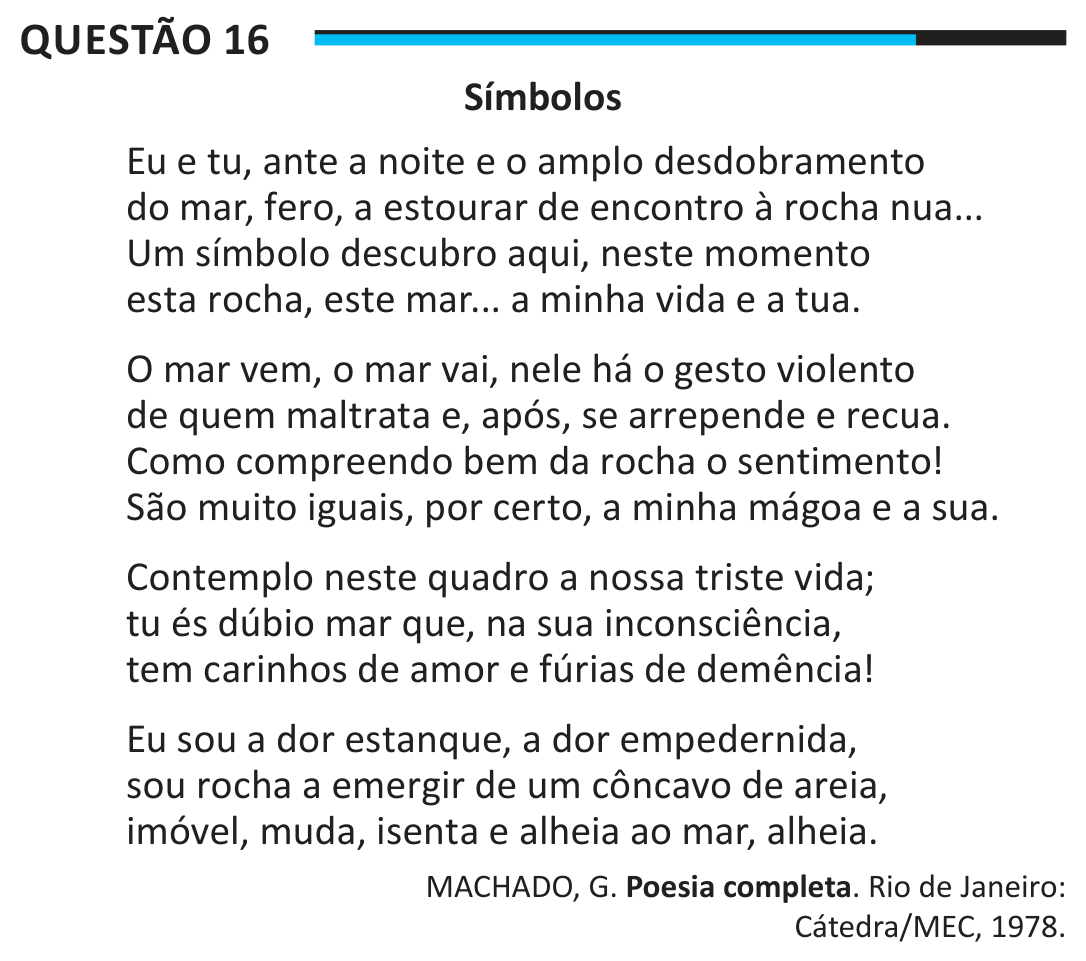 QUESTÃO 16
Símbolos
Eu e tu, ante a noite e o amplo desdobramento
do mar, fero, a estourar de encontro à rocha nua...
Um símbolo descubro aqui, neste momento
esta rocha, este mar... a minha vida e a tua.
O mar vem, o mar vai, nele há o gesto violento
de quem maltrata e, após, se arrepende e recua.
Como compreendo bem da rocha o sentimento!
São muito iguais, por certo, a minha mágoa e a sua.
Contemplo neste quadro a nossa triste vida;
tu és dúbio mar que, na sua inconsciência,
tem carinhos de amor e fúrias de demência!
Eu sou a dor estanque, a dor empedernida,
sou rocha a emergir de um côncavo de areia,
imóvel, muda, isenta e alheia ao mar, alheia.
MACHADO, G. Poesia completa. Rio de Janeiro:
Cátedra/MEC, 1978.